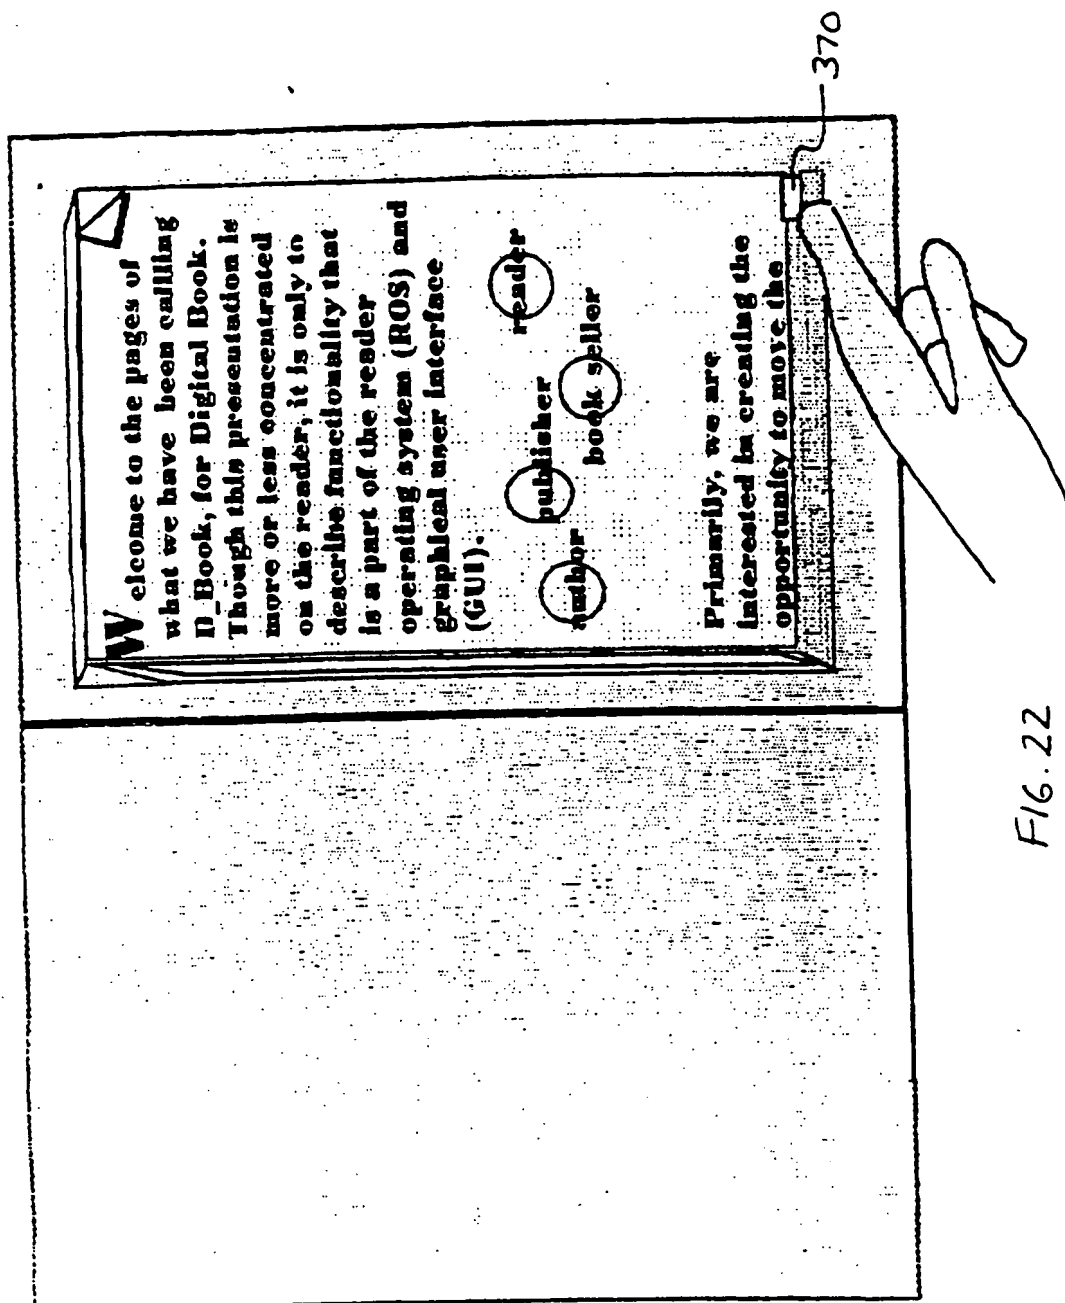 Welcome to the pages of
what we have been callling
D_Book, for Digital Book.
Though this presentation is
more or less concentrated
on the reader, it is only to
describe functionality that
is a part of the reader
operating system (ROS) and
graphical user interface
(GUI).
author
publisher
book seller
reader
Primarily, we are
interested in creating the
opportunity to move the
370
FIG. 22